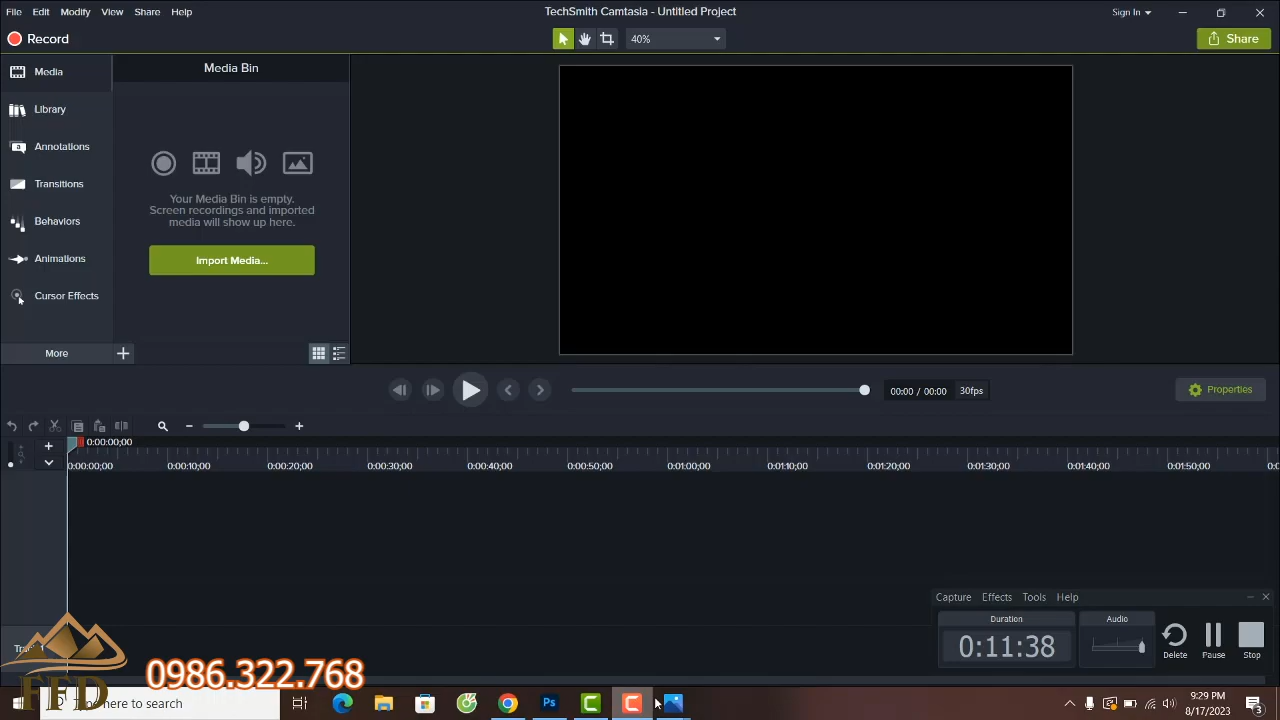 File Edit Modify View Share Help
TechSmith Camtasia - Untitled Project
Sign In
Record
40%
Share
Media
Library
Annotations
Transitions
Behaviors
Animations
Cursor Effects
More
Media Bin
Your Media Bin is empty.
Screen recordings and imported
media will show up here.
Import Media...
00:00 / 00:00 30fps
Properties
0:00:00;00
0:00:00;00 0:00:10;00 0:00:20;00 0:00:30;00 0:00:40;00 0:00:50;00 0:01:00;00 0:01:10;00 0:01:20;00 0:01:30;00 0:01:40;00 0:01:50;00
Capture Effects Tools Help
Duration
0:11:38
Audio
Delete Pause Stop
FFD
0986.322.768
here to search
Ps
9:29 PM
8/17/2023
3